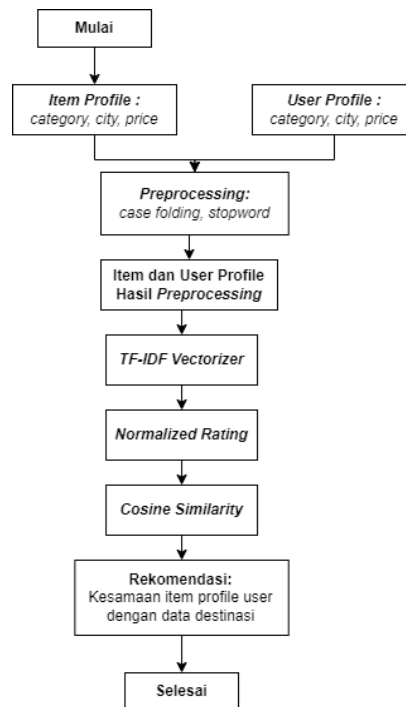 Mulai
Item Profile :
category, city, price
User Profile :
category, city, price
Preprocessing:
case folding, stopword
Item dan User Profile
Hasil Preprocessing
TF-IDF Vectorizer
Normalized Rating
Cosine Similarity
Rekomendasi:
Kesamaan item profile user
dengan data destinasi
Selesai